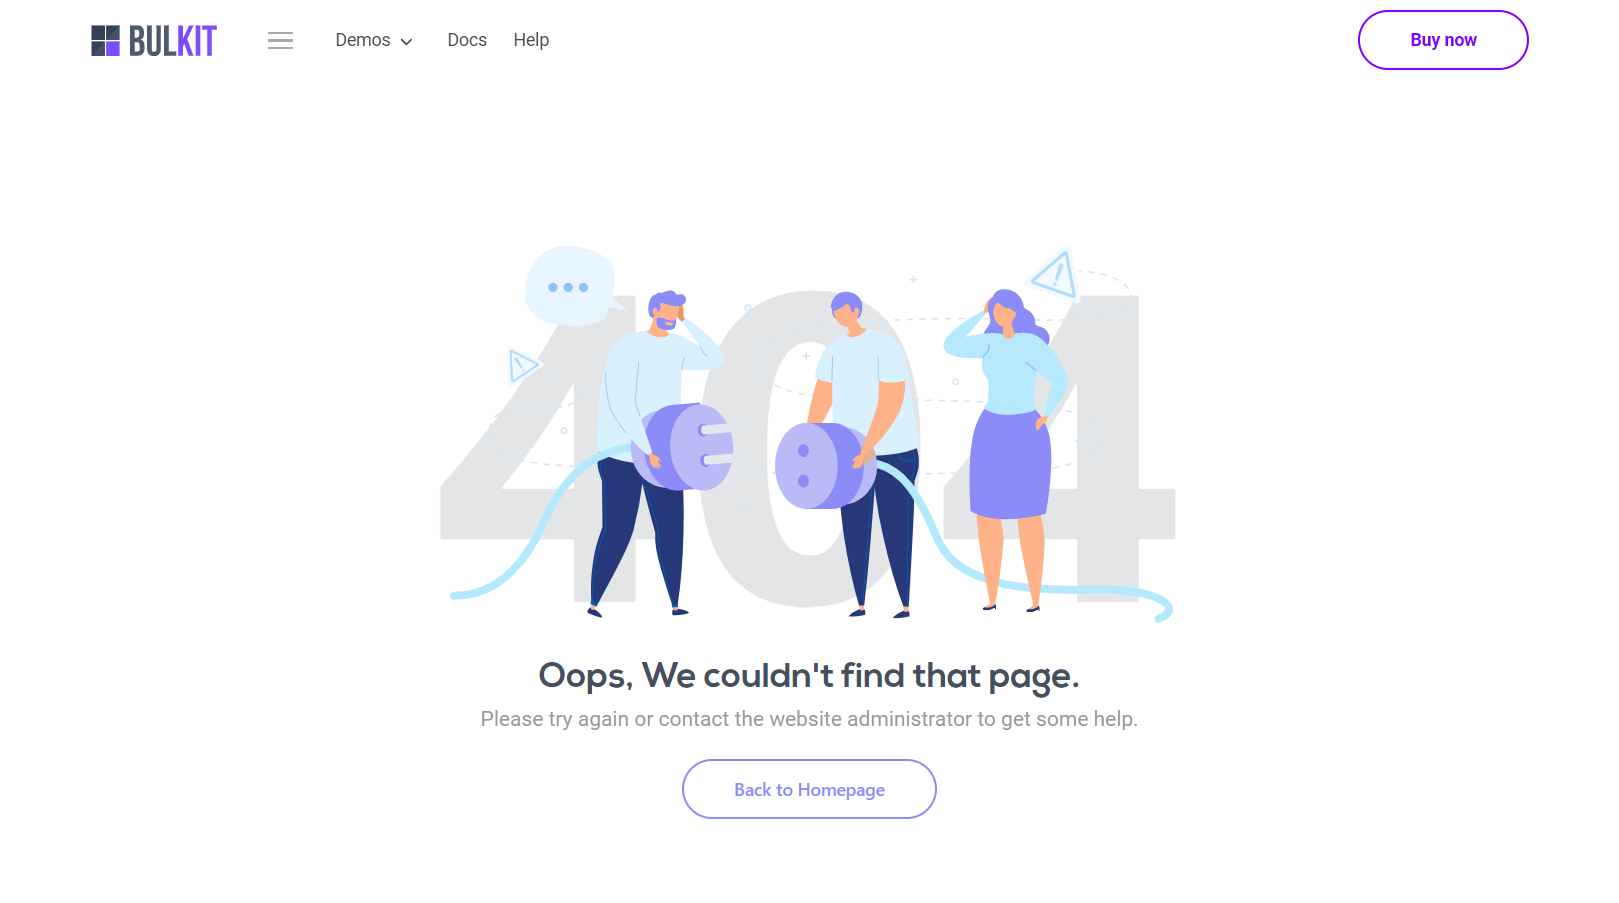 BULKIT
Demos
Docs
Help
Buy now
404
Oops, We couldn't find that page.
Please try again or contact the website administrator to get some help.
Back to Homepage